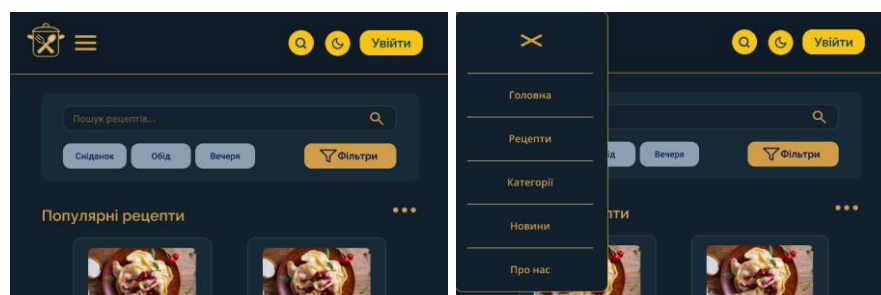 Увійти
Пошук рецептів...
Сніданок Обід Вечеря Фільтри
Популярні рецепти
Увійти
Головна
Рецепти
Категорії
Новини
Про нас
ід Вечеря Фільтри
пти